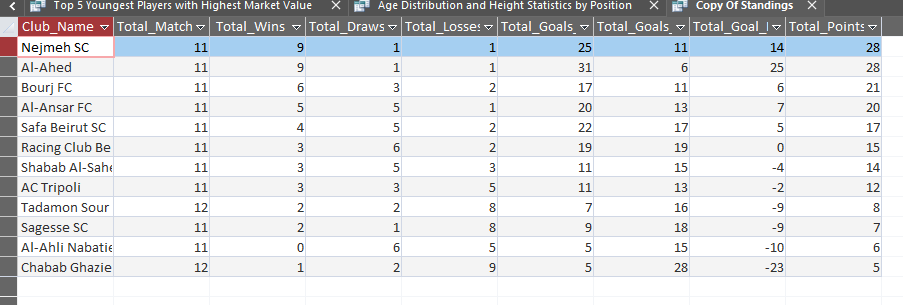 Top 5 Youngest Players with Highest Market Value Age Distribution and Height Statistics by Position Copy Of Standings
Club_Name Total_Match Total_Wins Total_Draws Total_Losses Total_Goals_ Total_Goals_ Total_Goal_ Total_Points
Nejmeh SC 11 9 1 1 25 11 14 28
Al-Ahed 11 9 1 1 31 6 25 28
Bourj FC 11 6 3 2 17 11 6 21
Al-Ansar FC 11 5 5 1 20 13 7 20
Safa Beirut SC 11 4 5 2 22 17 5 17
Racing Club Be 11 3 6 2 19 19 0 15
Shabab Al-Sahe 11 3 5 3 11 15 -4 14
AC Tripoli 11 3 3 5 11 13 -2 12
Tadamon Sour 12 2 2 8 7 16 -9 8
Sagesse SC 11 2 1 8 9 18 -9 7
Al-Ahli Nabatie 11 0 6 5 5 15 -10 6
Chabab Ghazie 12 1 2 9 5 28 -23 5